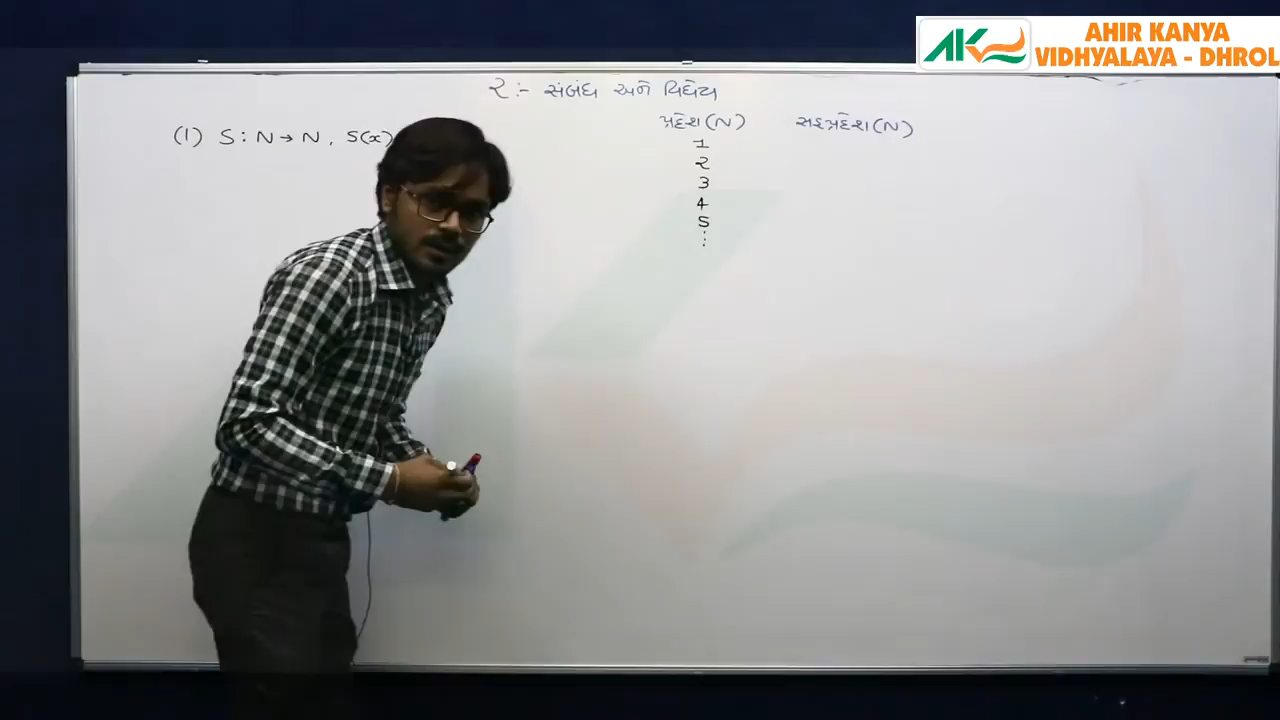 AHIR KANYA
VIDHYALAYA - DHROL
૨ :- સંબંધ અને વિધેય
(1) S : N → N , S(x)
પ્રદેશ (N) સહપ્રદેશ (N)
1
2
3
4
5
⋮